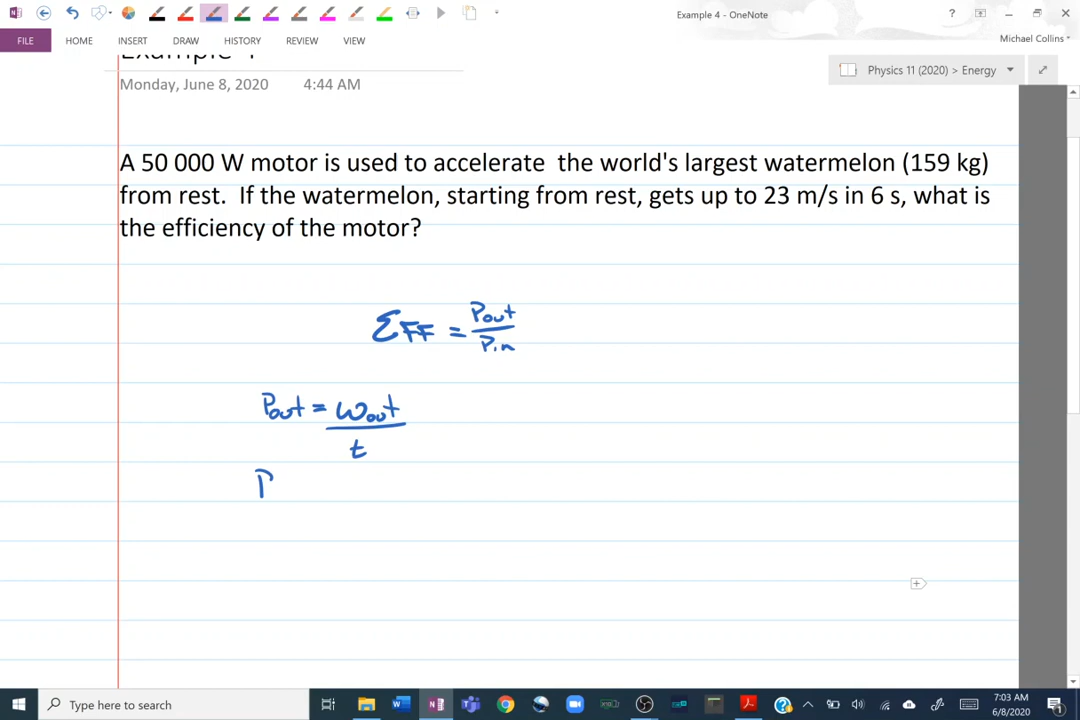 Example 4 - OneNote
Michael Collins
FILE HOME INSERT DRAW HISTORY REVIEW VIEW
Example 4
Monday, June 8, 2020 4:44 AM
Physics 11 (2020) > Energy
A 50 000 W motor is used to accelerate the world's largest watermelon (159 kg)
from rest. If the watermelon, starting from rest, gets up to 23 m/s in 6 s, what is
the efficiency of the motor?
EFF = Pout
Pin
Pout = Wout
t
P
Type here to search
7:03 AM
6/8/2020